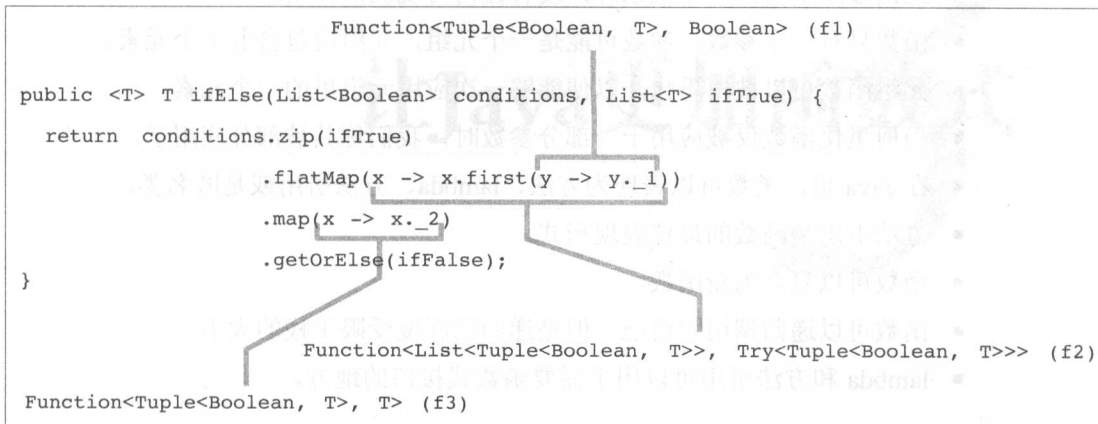 Function<Tuple<Boolean, T>, Boolean> (f1)
public <T> T ifElse(List<Boolean> conditions, List<T> ifTrue) {
return conditions.zip(ifTrue)
.flatMap(x -> x.first(y -> y._1))
.map(x -> x._2)
.getOrElse(ifFalse);
}
Function<List<Tuple<Boolean, T>>, Try<Tuple<Boolean, T>>> (f2)
Function<Tuple<Boolean, T>, T> (f3)